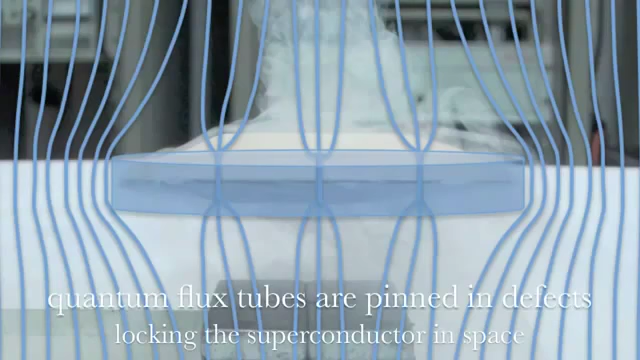 quantum flux tubes are pinned in defects
locking the superconductor in space